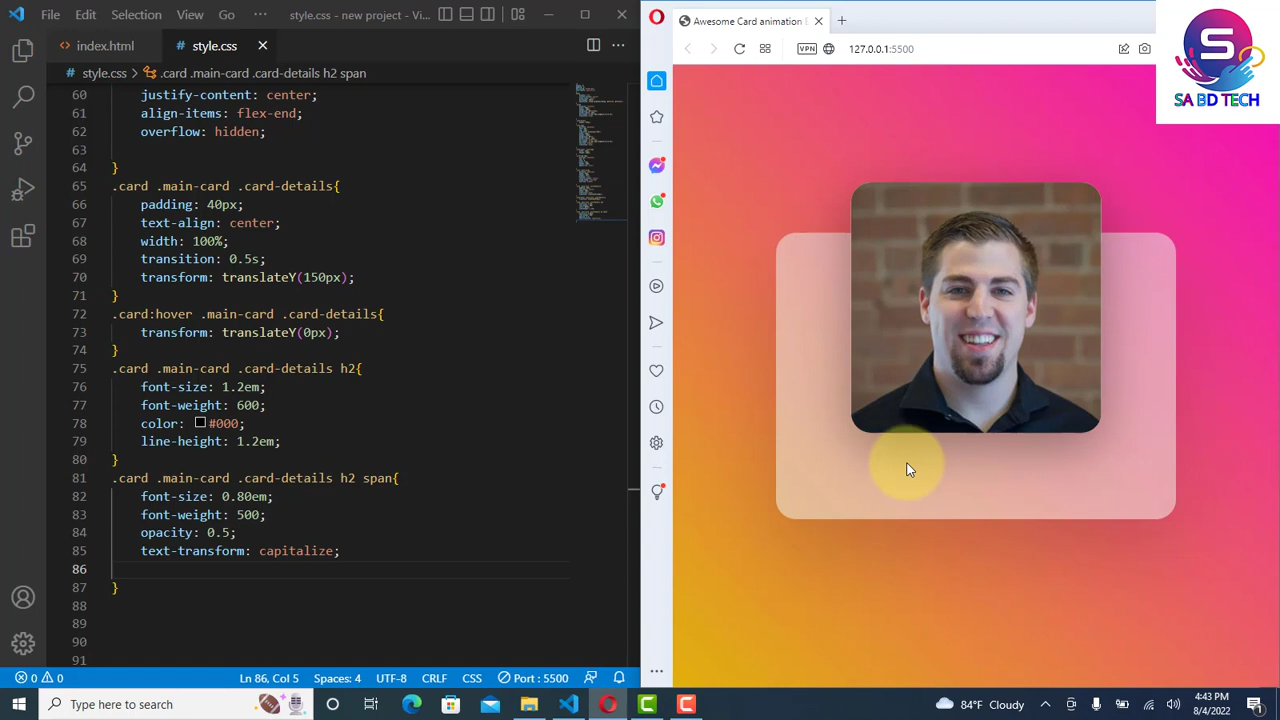 File Edit Selection ··· style.css - new project - Vi...
index.html
style.css
style.css > .card .main-card .card-details h2 span
60 justify-content: center;
61 align-items: flex-end;
62 overflow: hidden;
63
64 }
65 .card .main-card .card-details{
66 padding: 40px;
67 text-align: center;
68 width: 100%;
69 transition: 0.5s;
70 transform: translateY(150px);
71 }
72 .card:hover .main-card .card-details{
73 transform: translateY(0px);
74 }
75 .card .main-card .card-details h2{
76 font-size: 1.2em;
77 font-weight: 600;
78 color: #000;
79 line-height: 1.2em;
80 }
81 .card .main-card .card-details h2 span{
82 font-size: 0.80em;
83 font-weight: 500;
84 opacity: 0.5;
85 text-transform: capitalize;
86
87 }
88
89
90
91
0 0 Ln 86, Col 5 Spaces: 4 UTF-8 CRLF CSS Port : 5500
Awesome Card animation
VPN 127.0.0.1:5500
S
SA BD TECH
Type here to search
84°F Cloudy
4:43 PM
8/4/2022